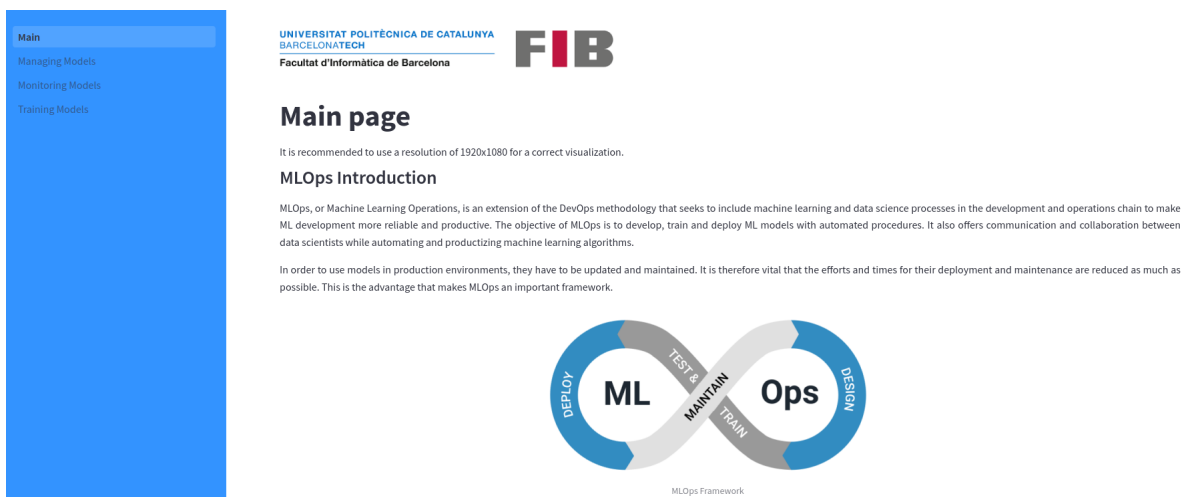 Main
Managing Models
Monitoring Models
Training Models
UNIVERSITAT POLITÈCNICA DE CATALUNYA
BARCELONATECH
Facultat d'Informàtica de Barcelona
FIB
Main page
It is recommended to use a resolution of 1920x1080 for a correct visualization.
MLOps Introduction
MLOps, or Machine Learning Operations, is an extension of the DevOps methodology that seeks to include machine learning and data science processes in the development and operations chain to make
ML development more reliable and productive. The objective of MLOps is to develop, train and deploy ML models with automated procedures. It also offers communication and collaboration between
data scientists while automating and productizing machine learning algorithms.
In order to use models in production environments, they have to be updated and maintained. It is therefore vital that the efforts and times for their deployment and maintenance are reduced as much as
possible. This is the advantage that makes MLOps an important framework.
DEPLOY
ML
TEST &
MAINTAIN
TRAIN
Ops
DESIGN
MLOps Framework